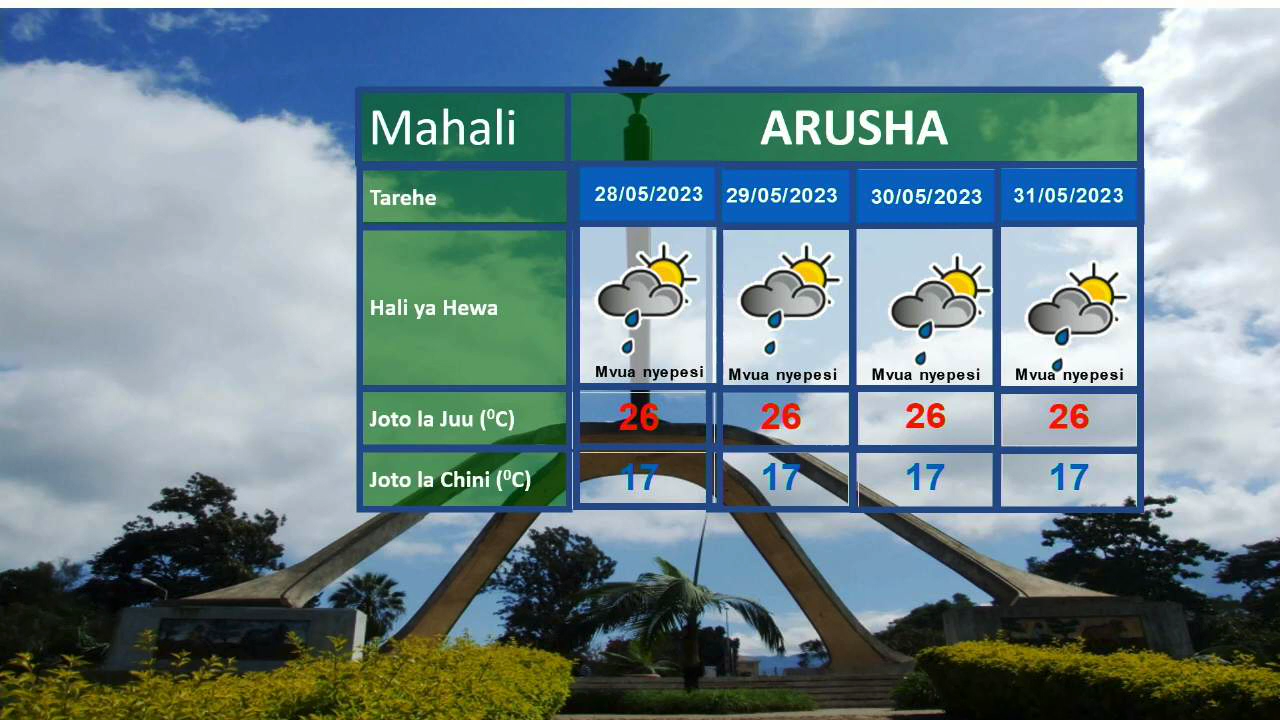 Mahali ARUSHA
Tarehe 28/05/2023 29/05/2023 30/05/2023 31/05/2023
Hali ya Hewa
Mvua nyepesi Mvua nyepesi Mvua nyepesi Mvua nyepesi
Joto la Juu (⁰C) 26 26 26 26
Joto la Chini (⁰C) 17 17 17 17